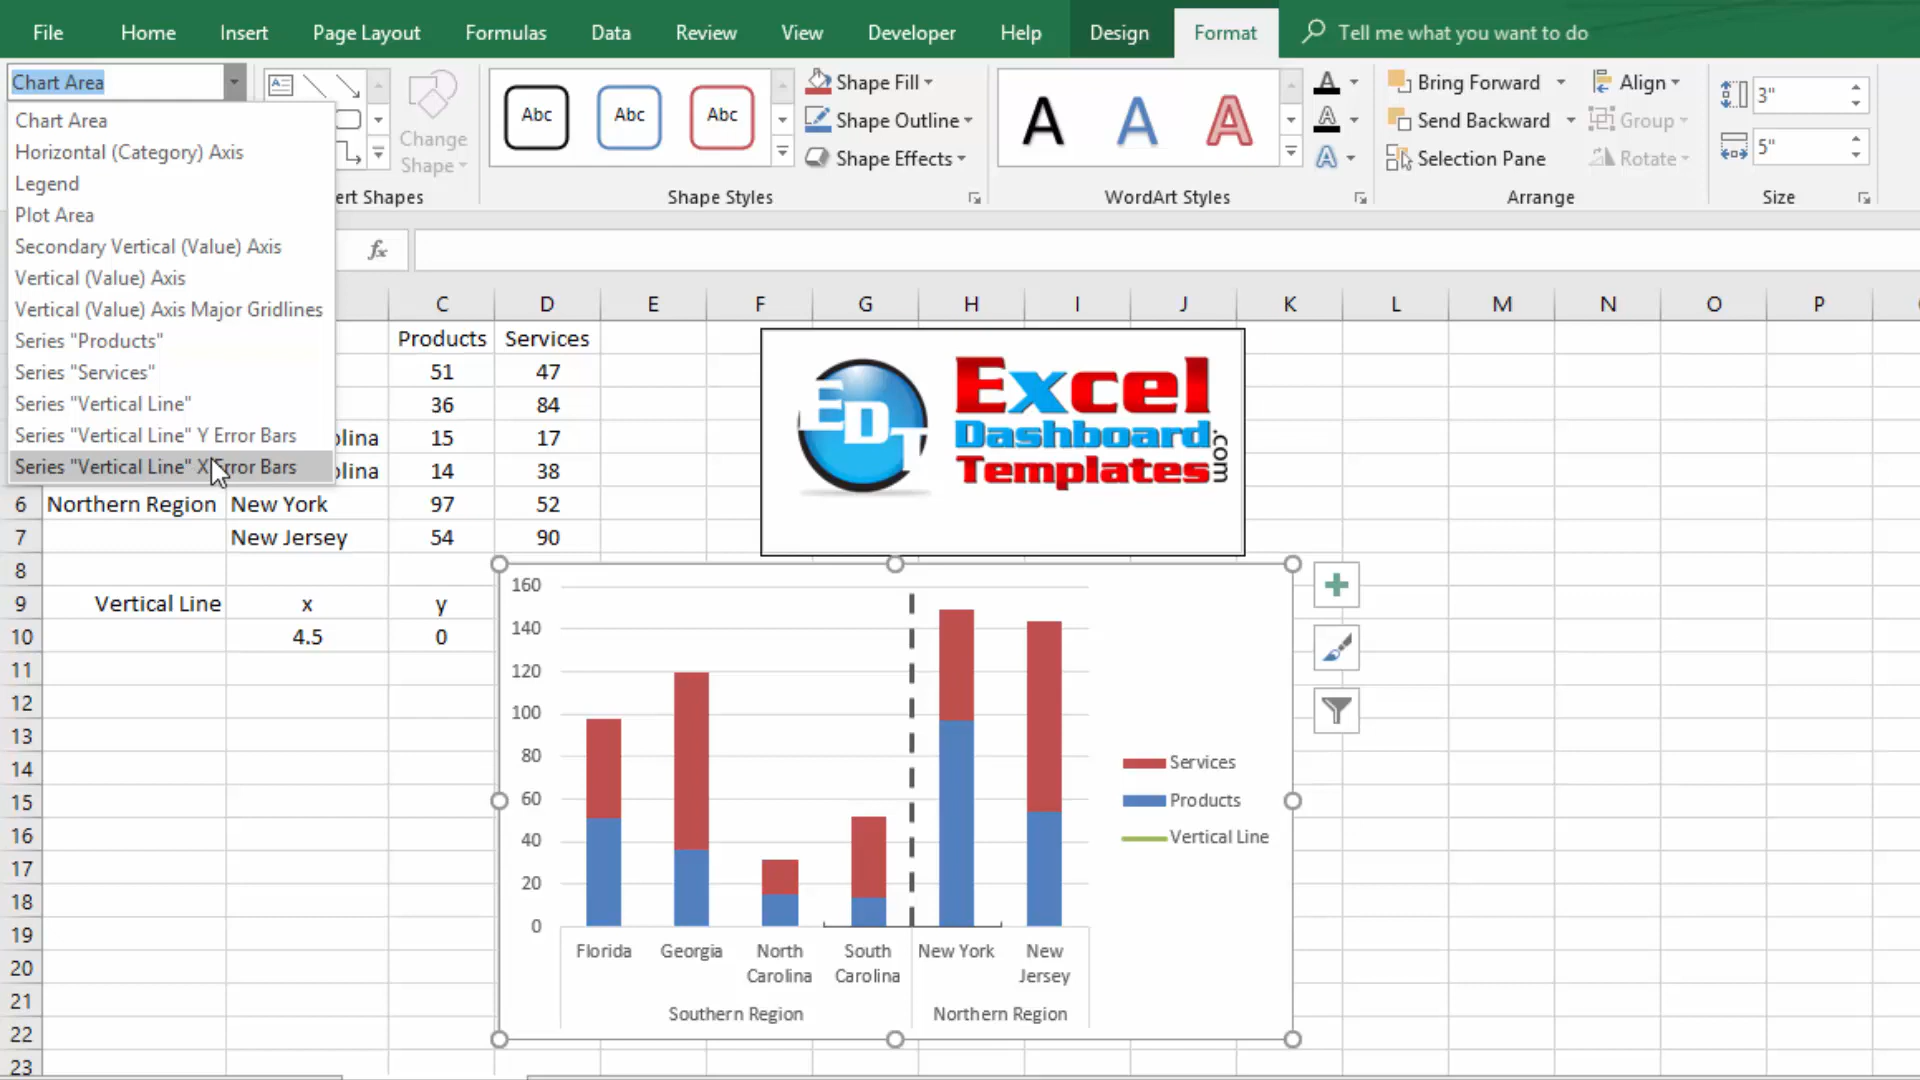 File Home Insert Page Layout Formulas Data Review View Developer Help Design Format Tell me what you want to do
Chart Area
Chart Area
Horizontal (Category) Axis
Legend
Plot Area
Secondary Vertical (Value) Axis
Vertical (Value) Axis
Vertical (Value) Axis Major Gridlines
Series "Products"
Series "Services"
Series "Vertical Line"
Series "Vertical Line" Y Error Bars
Series "Vertical Line" X Error Bars
Change
Shape
ert Shapes
Abc Abc Abc
Shape Fill
Shape Outline
Shape Effects
Shape Styles
A A A
WordArt Styles
Bring Forward
Send Backward
Selection Pane
Align
Group
Rotate
Arrange
3"
5"
Size
fx
C D E F G H I J K L M N O P
Products Services
51 47
36 84
olina 15 17
olina 14 38
6 Northern Region New York 97 52
7 New Jersey 54 90
8
9 Vertical Line x y
10 4.5 0
11
12
13
14
15
16
17
18
19
20
21
22
23
EDT
Excel
Dashboard
Templates
.com
160
140
120
100
80
60
40
20
0
Florida Georgia North Carolina South Carolina New York New Jersey
Southern Region Northern Region
Services
Products
Vertical Line